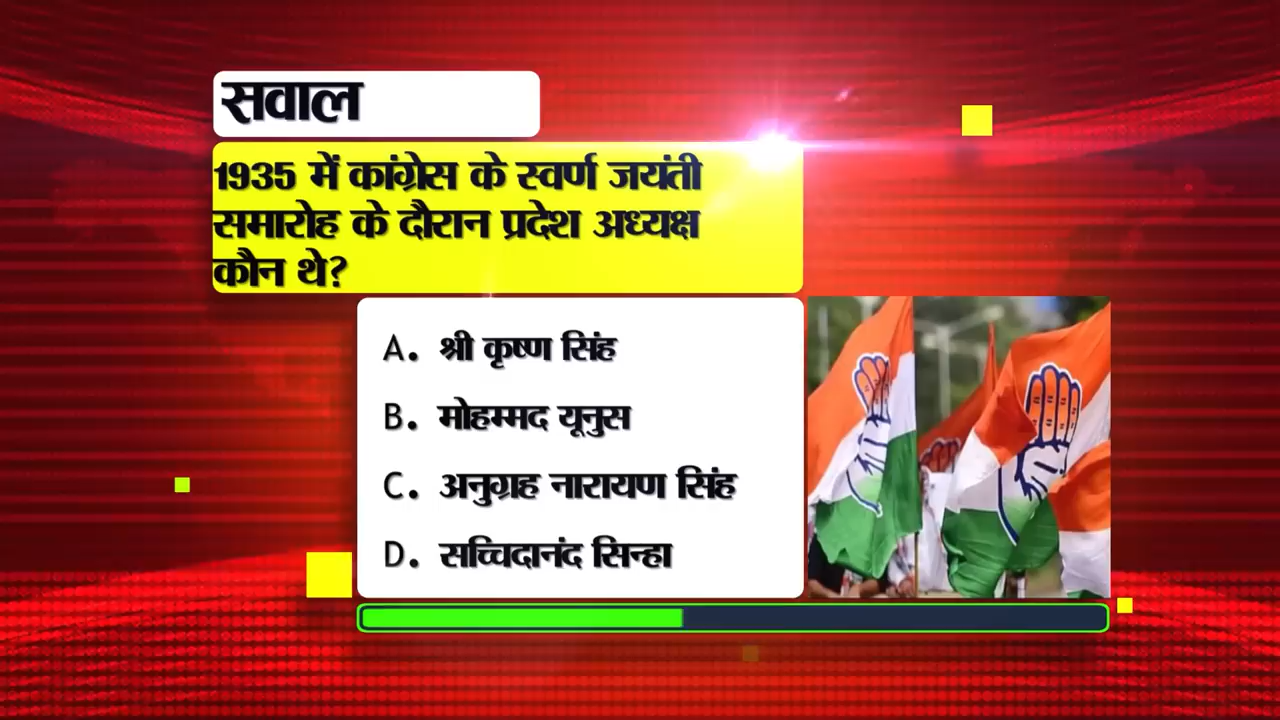 सवाल
1935 में कांग्रेस के स्वर्ण जयंती
समारोह के दौरान प्रदेश अध्यक्ष
कौन थे?
A. श्री कृष्ण सिंह
B. मोहम्मद यूनुस
C. अनुग्रह नारायण सिंह
D. सच्चिदानंद सिन्हा